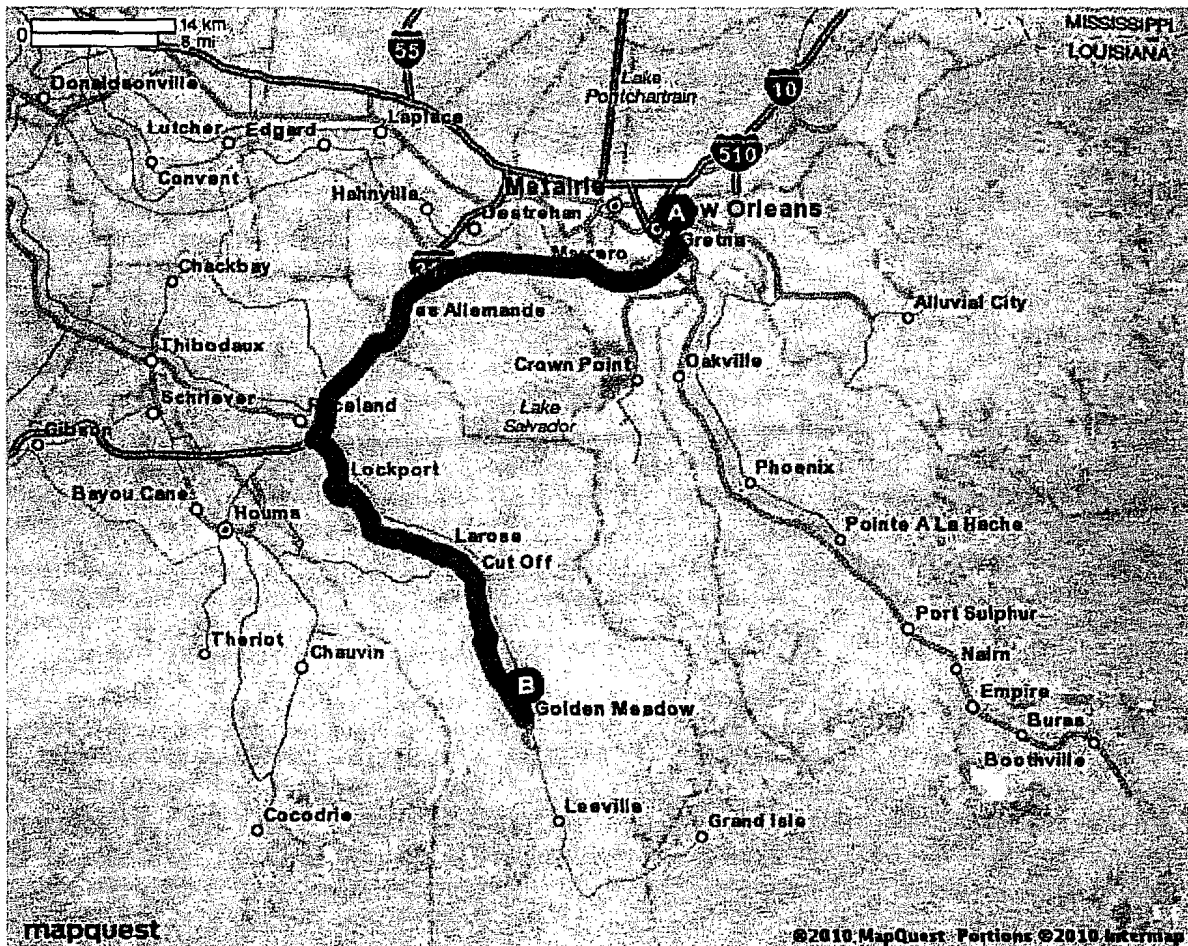 14 km
0
8 mi
MISSISSIPPI
LOUISIANA
55
Donaldsonville
Lake
Pontchartrain
10
Lutcher
Edgard
Laplace
510
Convent
Metairie
Hahnville
A
w Orleans
Destrehan
Gretna
Marrero
Chackbay
es Allemands
Alluvial City
Thibodaux
Crown Point
Oakville
Schriever
Raceland
Lake
Salvador
Gibson
Lockport
Phoenix
Bayou Cane
Houma
Pointe A La Hache
Larose
Cut Off
Port Sulphur
Theriot
Chauvin
Nairn
B
Empire
Golden Meadow
Buras
Boothville
Leeville
Cocodrie
Grand Isle
mapquest
©2010 MapQuest Portions ©2010 Intermap